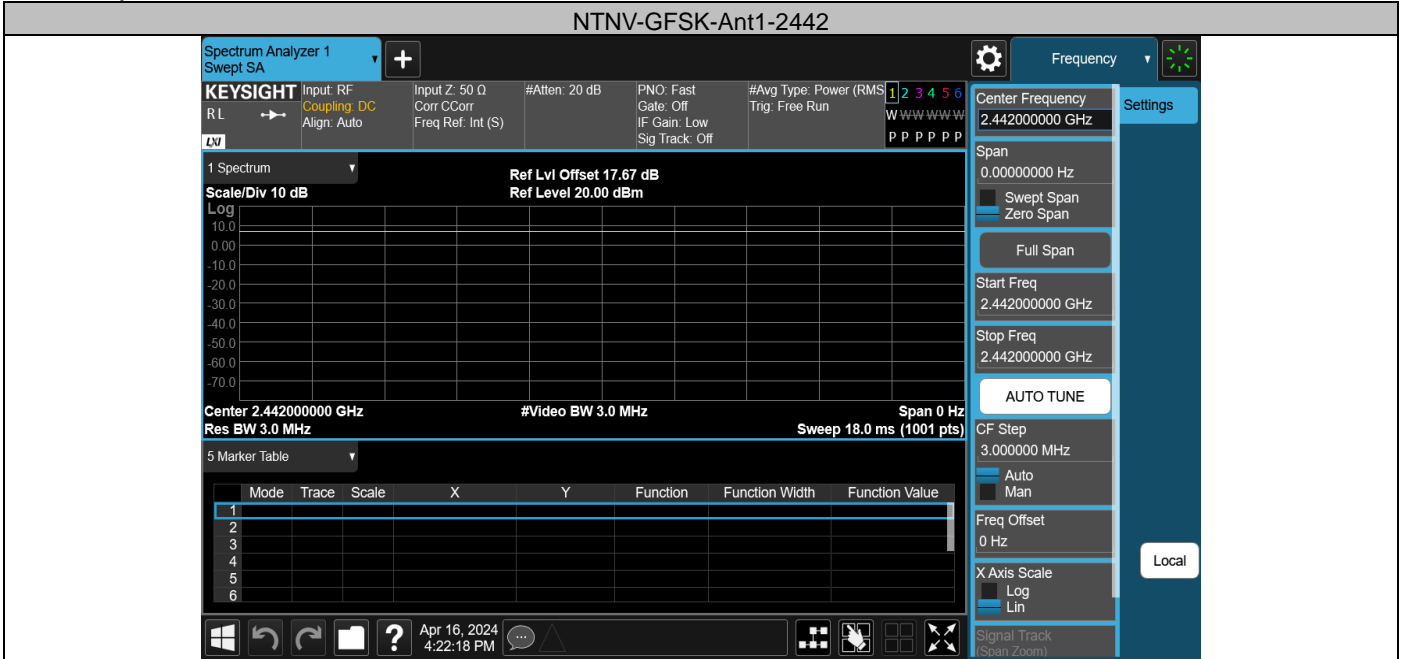 NTNV-GFSK-Ant1-2442
Spectrum Analyzer 1
Swept SA
Frequency
KEYSIGHT
RL
LXI
Input: RF
Coupling: DC
Align: Auto
Input Z: 50 Ω
Corr CCorr
Freq Ref: Int (S)
#Atten: 20 dB
PNO: Fast
Gate: Off
IF Gain: Low
Sig Track: Off
#Avg Type: Power (RMS
Trig: Free Run
1 2 3 4 5 6
W W W W W W
P P P P P P
1 Spectrum
Ref Lvl Offset 17.67 dB
Scale/Div 10 dB
Ref Level 20.00 dBm
Log
10.0
0.00
-10.0
-20.0
-30.0
-40.0
-50.0
-60.0
-70.0
Center 2.442000000 GHz
#Video BW 3.0 MHz
Span 0 Hz
Res BW 3.0 MHz
Sweep 18.0 ms (1001 pts)
5 Marker Table
Mode Trace Scale X Y Function Function Width Function Value
1
2
3
4
5
6
Apr 16, 2024
4:22:18 PM
Center Frequency
2.442000000 GHz
Span
0.00000000 Hz
Swept Span
Zero Span
Full Span
Start Freq
2.442000000 GHz
Stop Freq
2.442000000 GHz
AUTO TUNE
CF Step
3.000000 MHz
Auto
Man
Freq Offset
0 Hz
X Axis Scale
Log
Lin
Signal Track
(Span Zoom)
Settings
Local